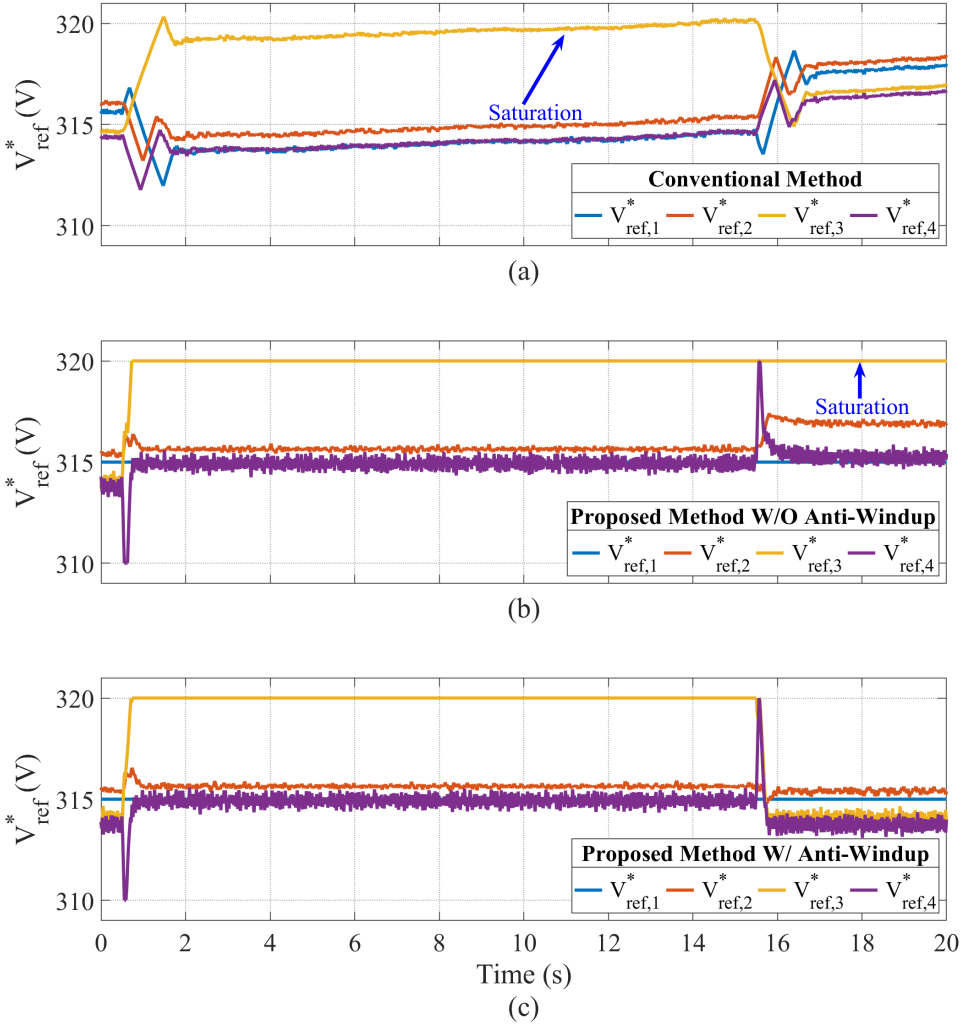 320
315
310
V*ref (V)
Saturation
Conventional Method
V*ref,1 V*ref,2 V*ref,3 V*ref,4
(a)
320
315
310
V*ref (V)
Saturation
Proposed Method W/O Anti-Windup
V*ref,1 V*ref,2 V*ref,3 V*ref,4
(b)
320
315
310
V*ref (V)
Proposed Method W/ Anti-Windup
V*ref,1 V*ref,2 V*ref,3 V*ref,4
0 2 4 6 8 10 12 14 16 18 20
Time (s)
(c)